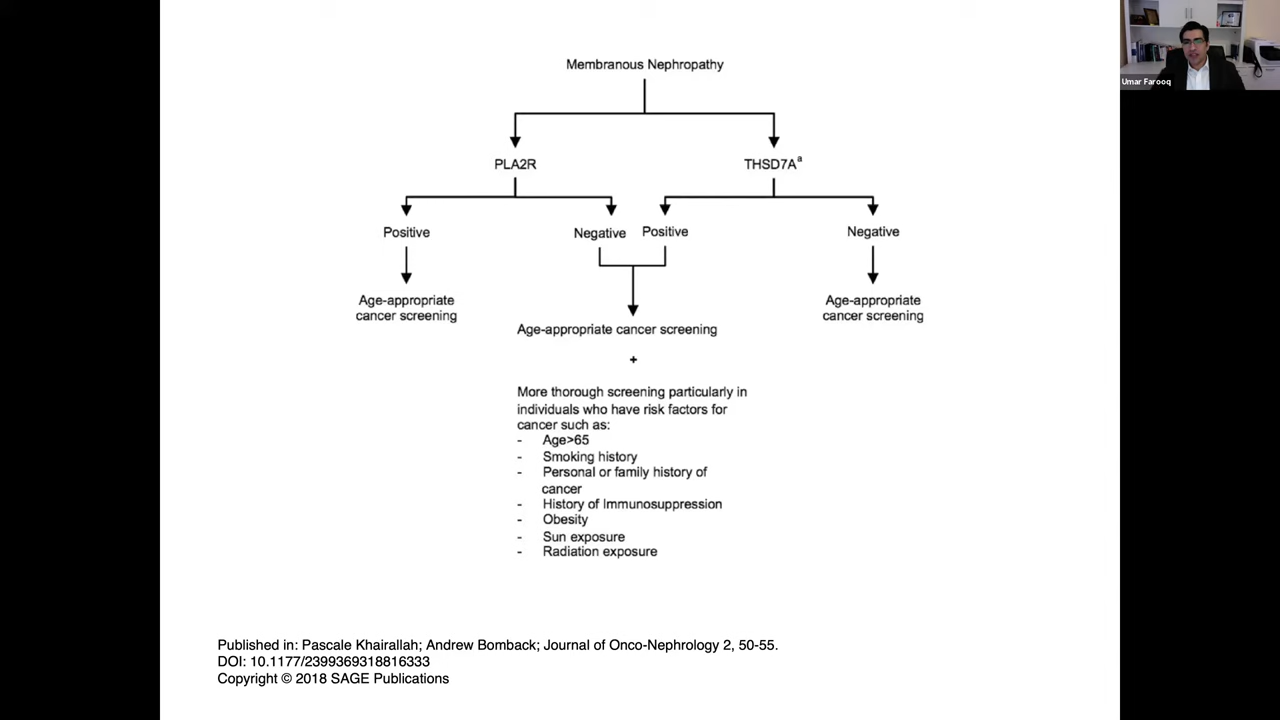 Umar Farooq
Membranous Nephropathy
PLA2R
THSD7Aª
Positive
Negative
Positive
Negative
Age-appropriate
cancer screening
Age-appropriate
cancer screening
Age-appropriate cancer screening
+
More thorough screening particularly in
individuals who have risk factors for
cancer such as:
- Age>65
- Smoking history
- Personal or family history of
cancer
- History of Immunosuppression
- Obesity
- Sun exposure
- Radiation exposure
Published in: Pascale Khairallah; Andrew Bomback; Journal of Onco-Nephrology 2, 50-55.
DOI: 10.1177/2399369318816333
Copyright © 2018 SAGE Publications